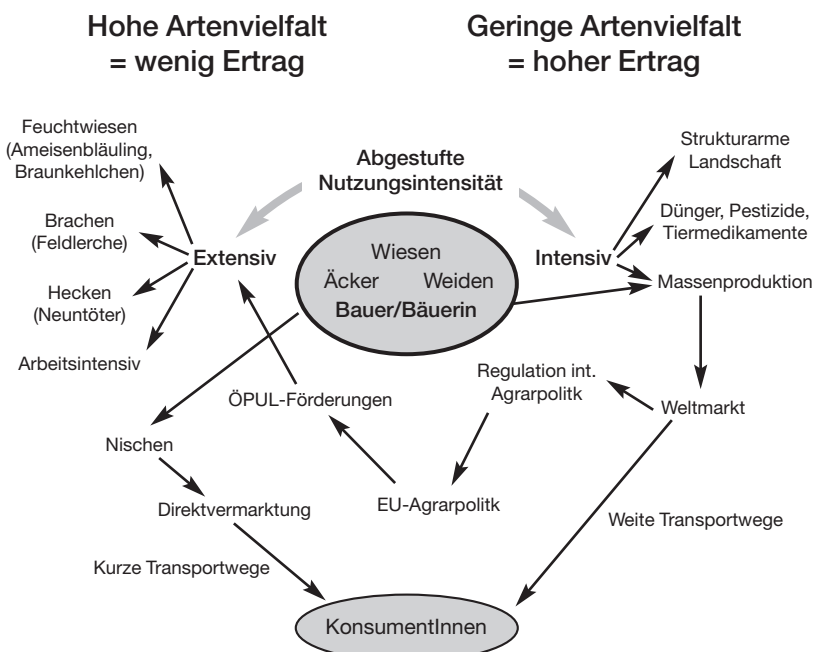 Hohe Artenvielfalt
= wenig Ertrag
Geringe Artenvielfalt
= hoher Ertrag
Feuchtwiesen
(Ameisenbläuling,
Braunkehlchen)
Brachen
(Feldlerche)
Hecken
(Neuntöter)
Arbeitsintensiv
Extensiv
Abgestufte
Nutzungsintensität
Wiesen
Äcker Weiden
Bauer/Bäuerin
Intensiv
Strukturarme
Landschaft
Dünger, Pestizide,
Tiermedikamente
Massenproduktion
Regulation int.
Agrarpolitk
Weltmarkt
ÖPUL-Förderungen
Nischen
Direktvermarktung
EU-Agrarpolitk
Weite Transportwege
Kurze Transportwege
KonsumentInnen